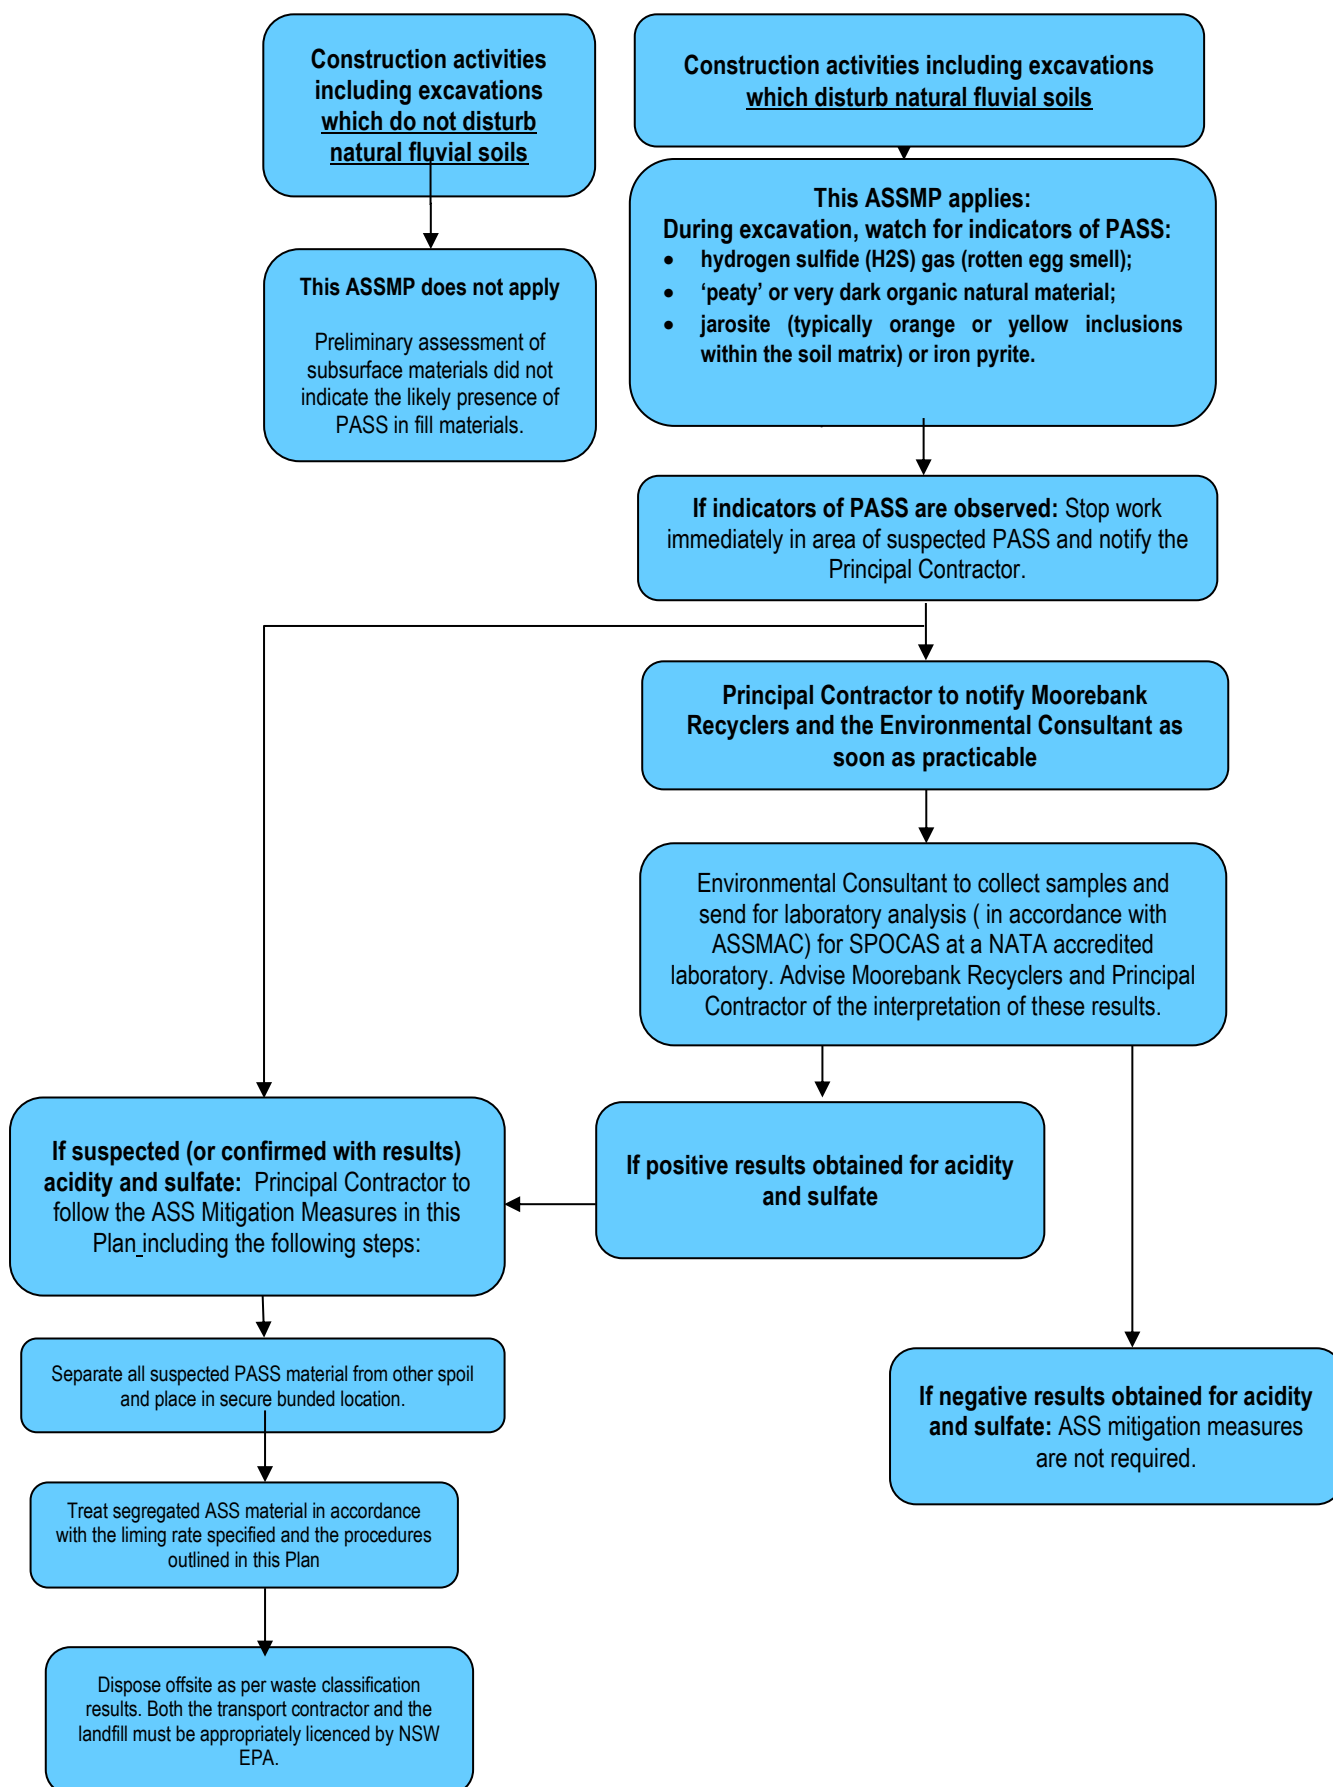 Construction activities
including excavations
which do not disturb
natural fluvial soils
Construction activities including excavations
which disturb natural fluvial soils
This ASSMP applies:
During excavation, watch for indicators of PASS:
• hydrogen sulfide (H2S) gas (rotten egg smell);
• ‘peaty’ or very dark organic natural material;
• jarosite (typically orange or yellow inclusions
within the soil matrix) or iron pyrite.
This ASSMP does not apply
Preliminary assessment of
subsurface materials did not
indicate the likely presence of
PASS in fill materials.
If indicators of PASS are observed: Stop work
immediately in area of suspected PASS and notify the
Principal Contractor.
Principal Contractor to notify Moorebank
Recyclers and the Environmental Consultant as
soon as practicable
Environmental Consultant to collect samples and
send for laboratory analysis ( in accordance with
ASSMAC) for SPOCAS at a NATA accredited
laboratory. Advise Moorebank Recyclers and Principal
Contractor of the interpretation of these results.
If suspected (or confirmed with results)
acidity and sulfate: Principal Contractor to
follow the ASS Mitigation Measures in this
Plan including the following steps:
If positive results obtained for acidity
and sulfate
Separate all suspected PASS material from other spoil
and place in secure bunded location.
If negative results obtained for acidity
and sulfate: ASS mitigation measures
are not required.
Treat segregated ASS material in accordance
with the liming rate specified and the procedures
outlined in this Plan
Dispose offsite as per waste classification
results. Both the transport contractor and the
landfill must be appropriately licenced by NSW
EPA.